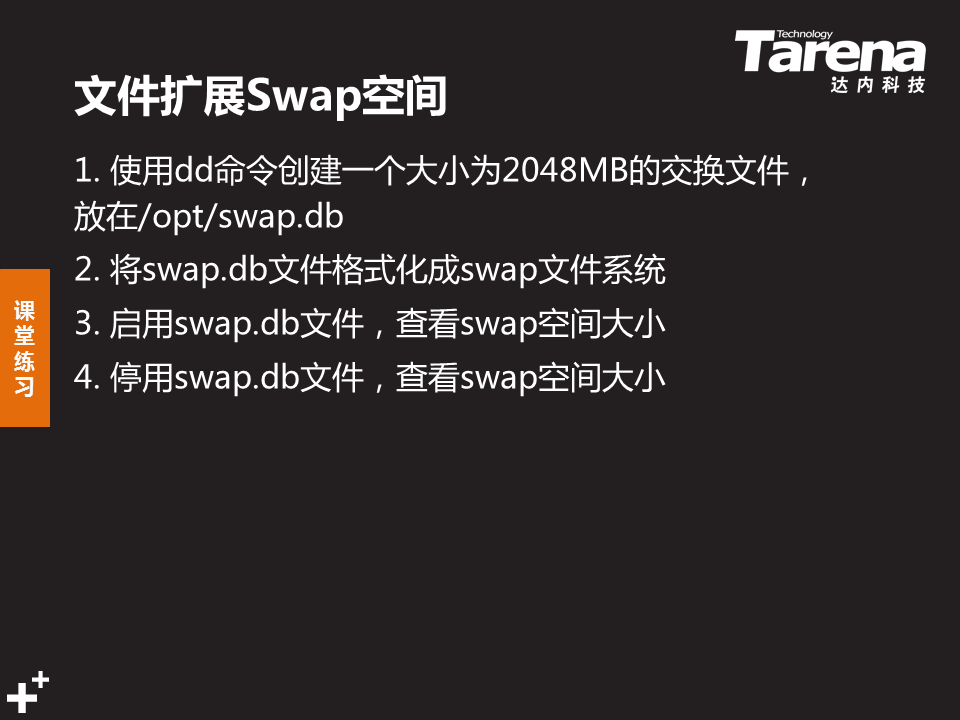 Technology
Tarena
达内科技
文件扩展Swap空间
1. 使用dd命令创建一个大小为2048MB的交换文件，
放在/opt/swap.db
2. 将swap.db文件格式化成swap文件系统
3. 启用swap.db文件，查看swap空间大小
4. 停用swap.db文件，查看swap空间大小
课
堂
练
习